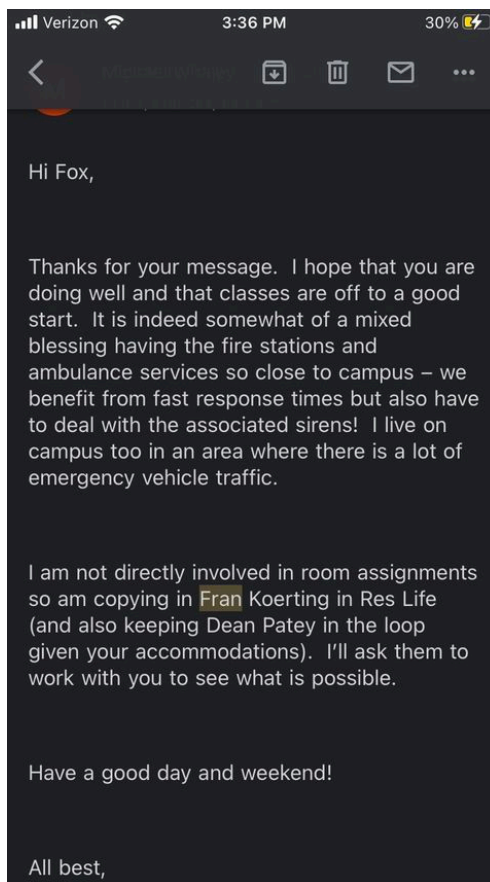 Verizon 3:36 PM 30%
Hi Fox,
Thanks for your message.  I hope that you are
doing well and that classes are off to a good
start.  It is indeed somewhat of a mixed
blessing having the fire stations and
ambulance services so close to campus – we
benefit from fast response times but also have
to deal with the associated sirens!  I live on
campus too in an area where there is a lot of
emergency vehicle traffic.
I am not directly involved in room assignments
so am copying in Fran Koerting in Res Life
(and also keeping Dean Patey in the loop
given your accommodations).  I’ll ask them to
work with you to see what is possible.
Have a good day and weekend!
All best,